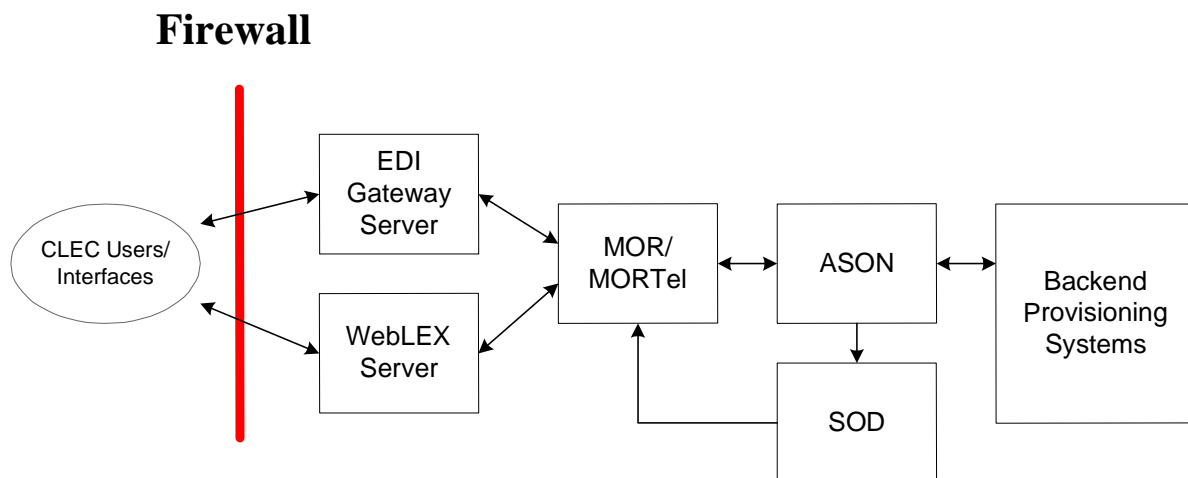 Firewall
EDI
Gateway
Server
CLEC Users/
Interfaces
WebLEX
Server
MOR/
MORTel
ASON
SOD
Backend
Provisioning
Systems